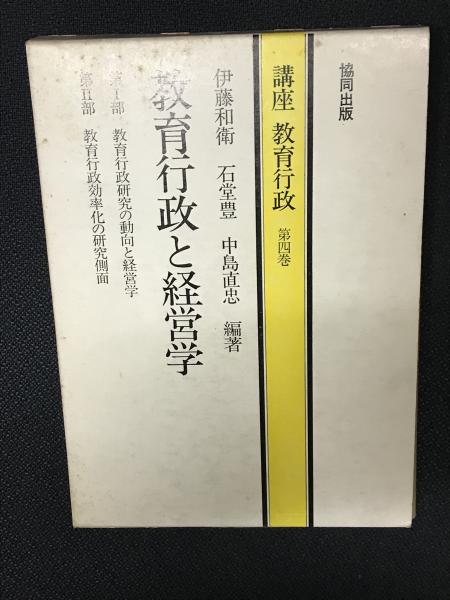 協同出版
講座 教育行政 第四巻
伊藤和衛 石堂豊 中島直忠 編著
教育行政と経営学
第I部 教育行政研究の動向と経営学
第II部 教育行政効率化の研究側面